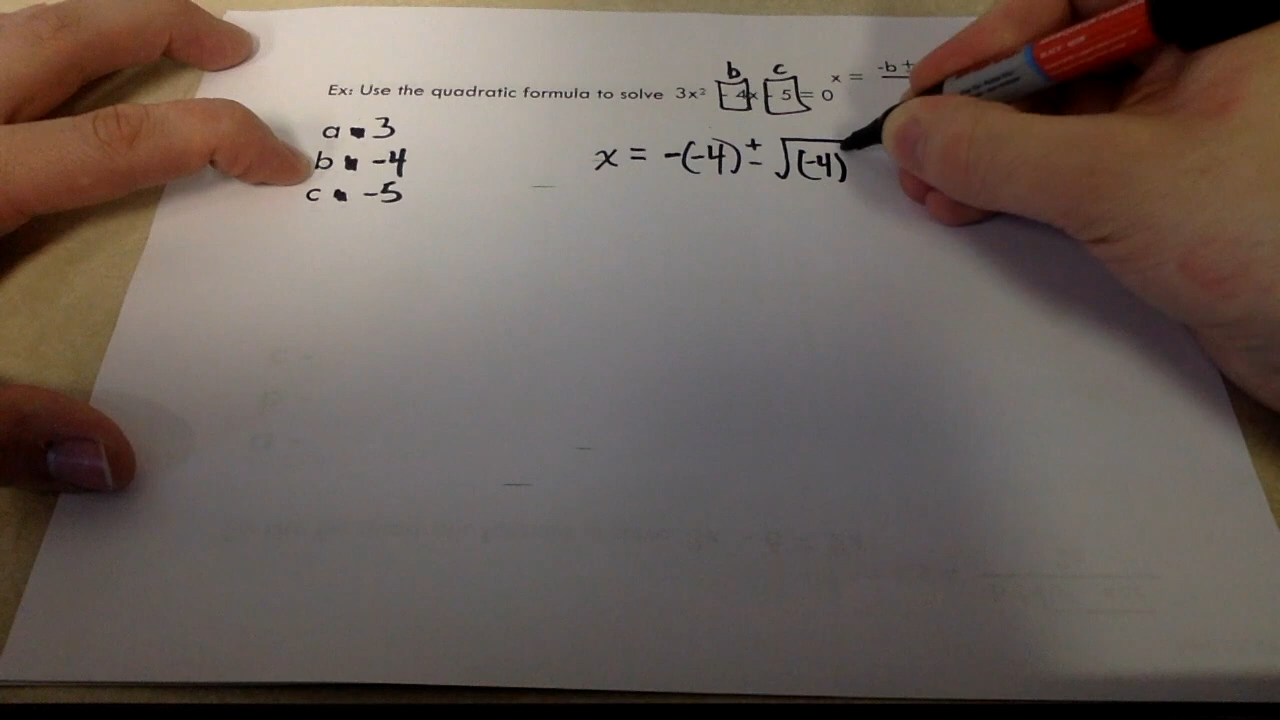 b c
Ex: Use the quadratic formula to solve 3x² - 4x - 5 = 0 x = -b ±
a = 3
b = -4
c = -5
x = -(-4) ± √(-4)